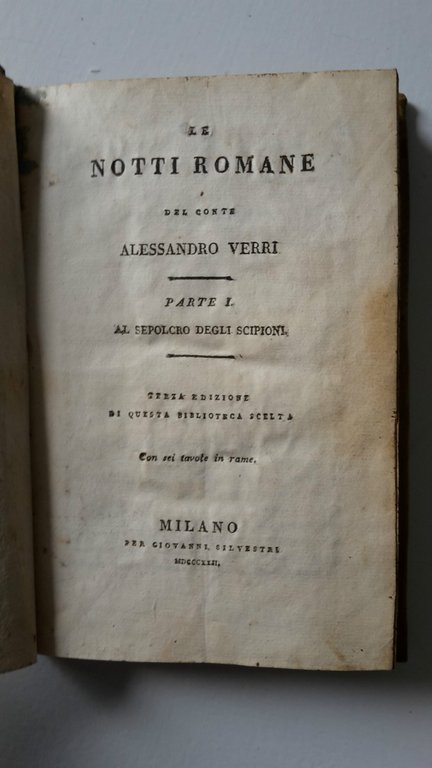 LE
NOTTI ROMANE
DEL CONTE
ALESSANDRO VERRI
PARTE I.
AL SEPOLCRO DEGLI SCIPIONI.
TERZA EDIZIONE
DI QUESTA BIBLIOTECA SCELTA
Con sei tavole in rame.
MILANO
PER GIOVANNI SILVESTRI